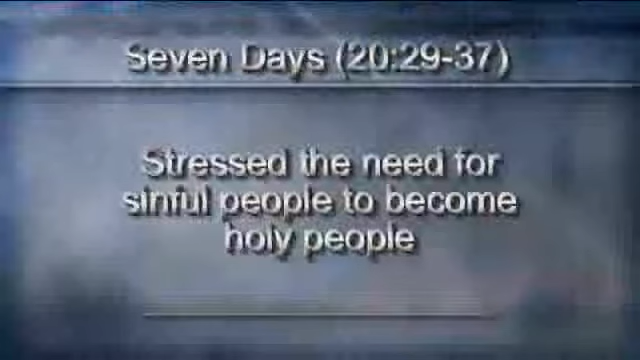 Seven Days (20:29-37)
Stressed the need for
sinful people to become
holy people